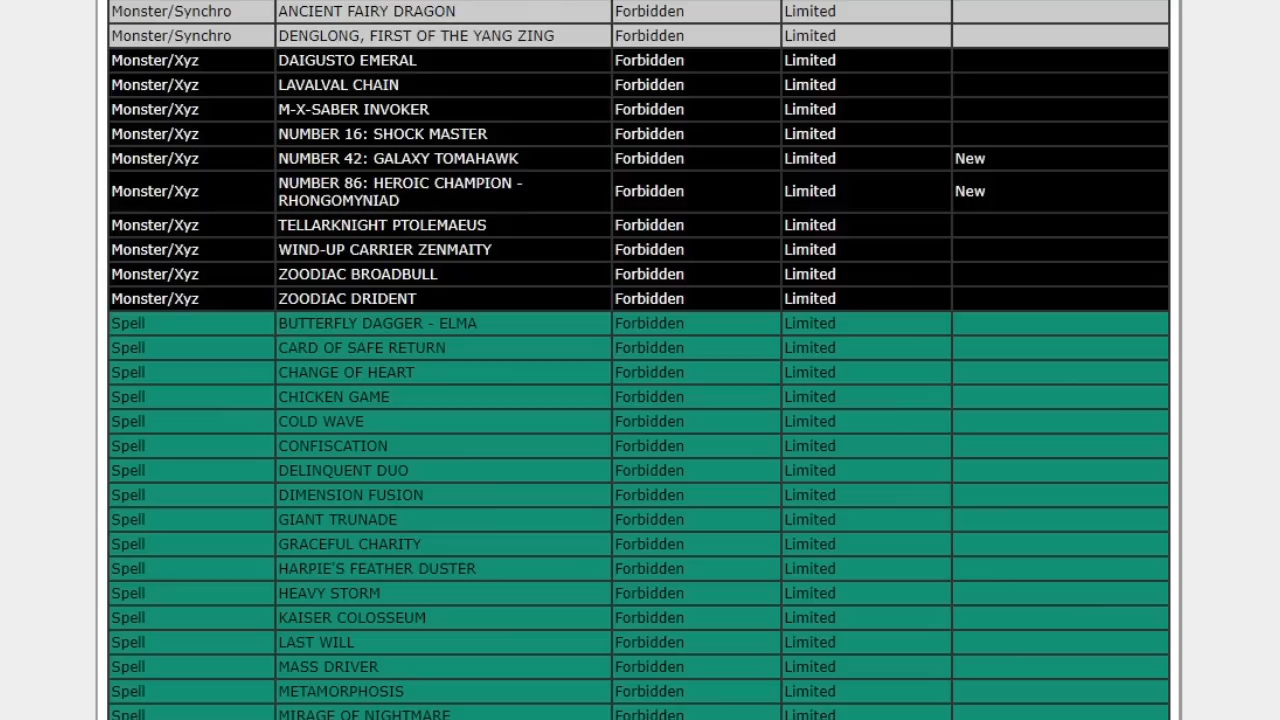 Monster/Synchro ANCIENT FAIRY DRAGON Forbidden Limited
Monster/Synchro DENGLONG, FIRST OF THE YANG ZING Forbidden Limited
Monster/Xyz DAIGUSTO EMERAL Forbidden Limited
Monster/Xyz LAVALVAL CHAIN Forbidden Limited
Monster/Xyz M-X-SABER INVOKER Forbidden Limited
Monster/Xyz NUMBER 16: SHOCK MASTER Forbidden Limited
Monster/Xyz NUMBER 42: GALAXY TOMAHAWK Forbidden Limited New
Monster/Xyz NUMBER 86: HEROIC CHAMPION - Forbidden Limited New
RHONGOMYNIAD
Monster/Xyz TELLARKNIGHT PTOLEMAEUS Forbidden Limited
Monster/Xyz WIND-UP CARRIER ZENMAITY Forbidden Limited
Monster/Xyz ZOODIAC BROADBULL Forbidden Limited
Monster/Xyz ZOODIAC DRIDENT Forbidden Limited
Spell BUTTERFLY DAGGER - ELMA Forbidden Limited
Spell CARD OF SAFE RETURN Forbidden Limited
Spell CHANGE OF HEART Forbidden Limited
Spell CHICKEN GAME Forbidden Limited
Spell COLD WAVE Forbidden Limited
Spell CONFISCATION Forbidden Limited
Spell DELINQUENT DUO Forbidden Limited
Spell DIMENSION FUSION Forbidden Limited
Spell GIANT TRUNADE Forbidden Limited
Spell GRACEFUL CHARITY Forbidden Limited
Spell HARPIE'S FEATHER DUSTER Forbidden Limited
Spell HEAVY STORM Forbidden Limited
Spell KAISER COLOSSEUM Forbidden Limited
Spell LAST WILL Forbidden Limited
Spell MASS DRIVER Forbidden Limited
Spell METAMORPHOSIS Forbidden Limited
Spell MIRAGE OF NIGHTMARE Forbidden Limited